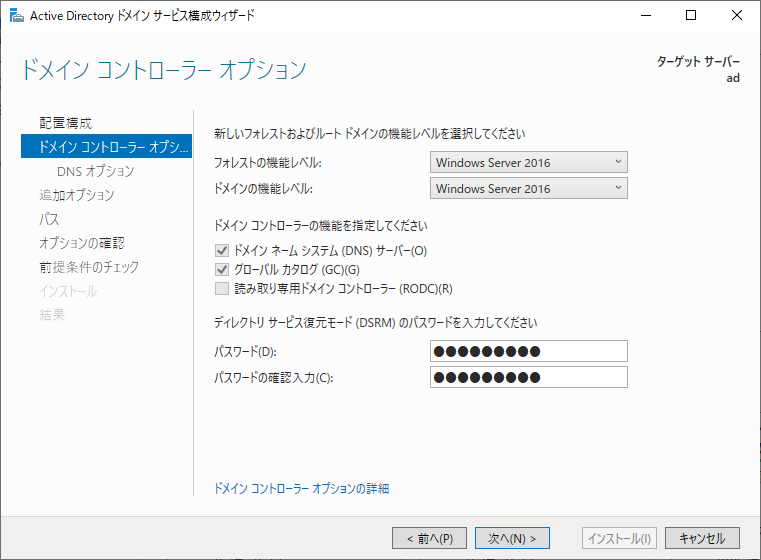 Active Directory ドメイン サービス構成ウィザード
ドメイン コントローラー オプション
ターゲット サーバー
ad
配置構成
ドメイン コントローラー オプシ...
DNS オプション
追加オプション
パス
オプションの確認
前提条件のチェック
インストール
結果
新しいフォレストおよびルート ドメインの機能レベルを選択してください
フォレストの機能レベル: Windows Server 2016
ドメインの機能レベル: Windows Server 2016
ドメイン コントローラーの機能を指定してください
ドメイン ネーム システム (DNS) サーバー(O)
グローバル カタログ (GC)(G)
読み取り専用ドメイン コントローラー (RODC)(R)
ディレクトリ サービス復元モード (DSRM) のパスワードを入力してください
パスワード(D): ●●●●●●●●●
パスワードの確認入力(C): ●●●●●●●●●
ドメイン コントローラー オプションの詳細
< 前へ(P) 次へ(N) > インストール(I) キャンセル